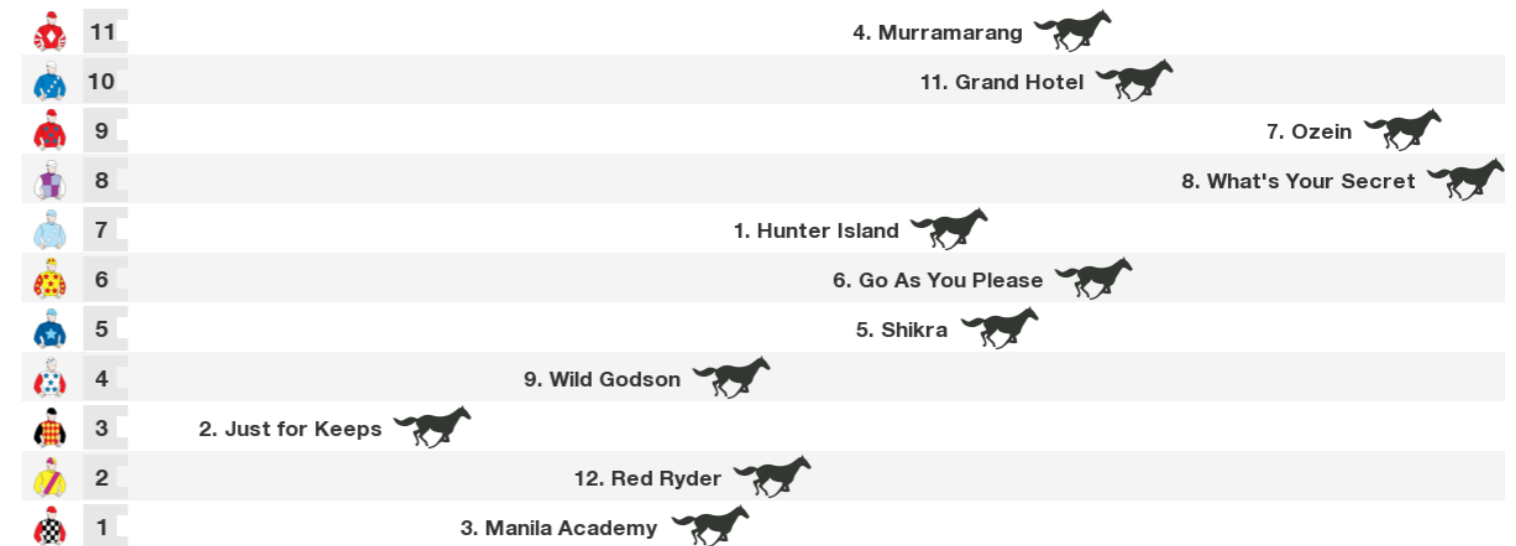 11 4. Murramarang
10 11. Grand Hotel
9 7. Ozein
8 8. What's Your Secret
7 1. Hunter Island
6 6. Go As You Please
5 5. Shikra
4 9. Wild Godson
3 2. Just for Keeps
2 12. Red Ryder
1 3. Manila Academy